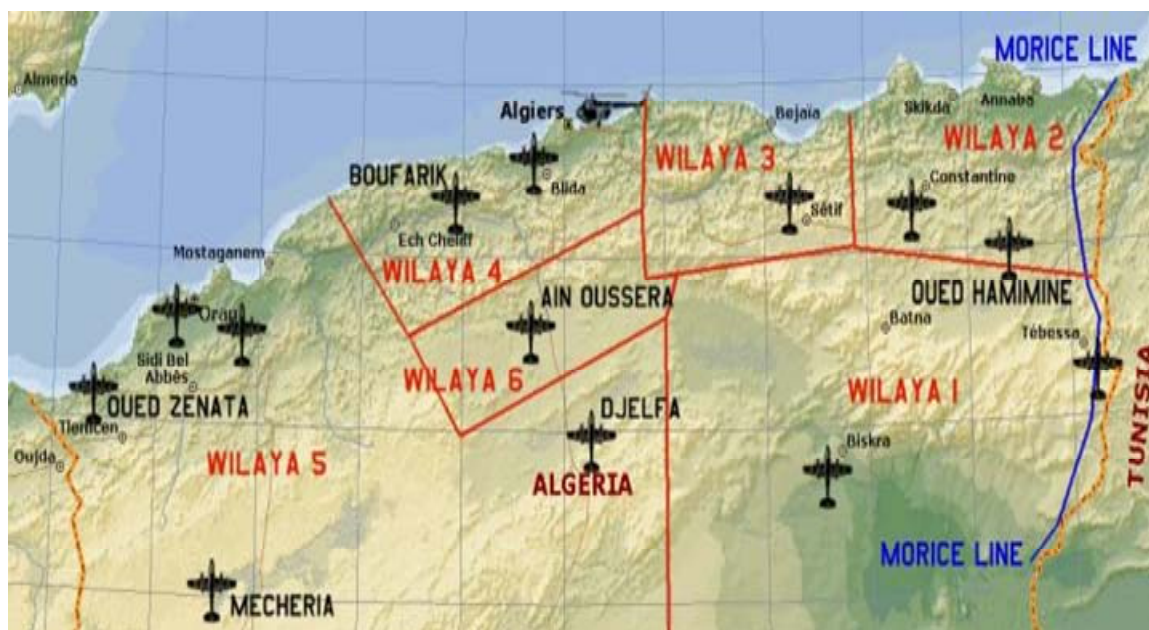 MORICE LINE
Almería
Algiers
Bejaïa
Skikda
Annaba
WILAYA 2
WILAYA 3
BOUFARIK
Blida
Constantine
Sétif
Ech Cheliff
Mostaganem
WILAYA 4
AIN OUSSERA
OUED HAMIMINE
Oran
Batna
Tébessa
Sidi Bel
Abbès
WILAYA 6
WILAYA 1
OUED ZENATA
DJELFA
Tlemcen
Oujda
WILAYA 5
Biskra
ALGERIA
TUNISIA
MORICE LINE
MECHERIA